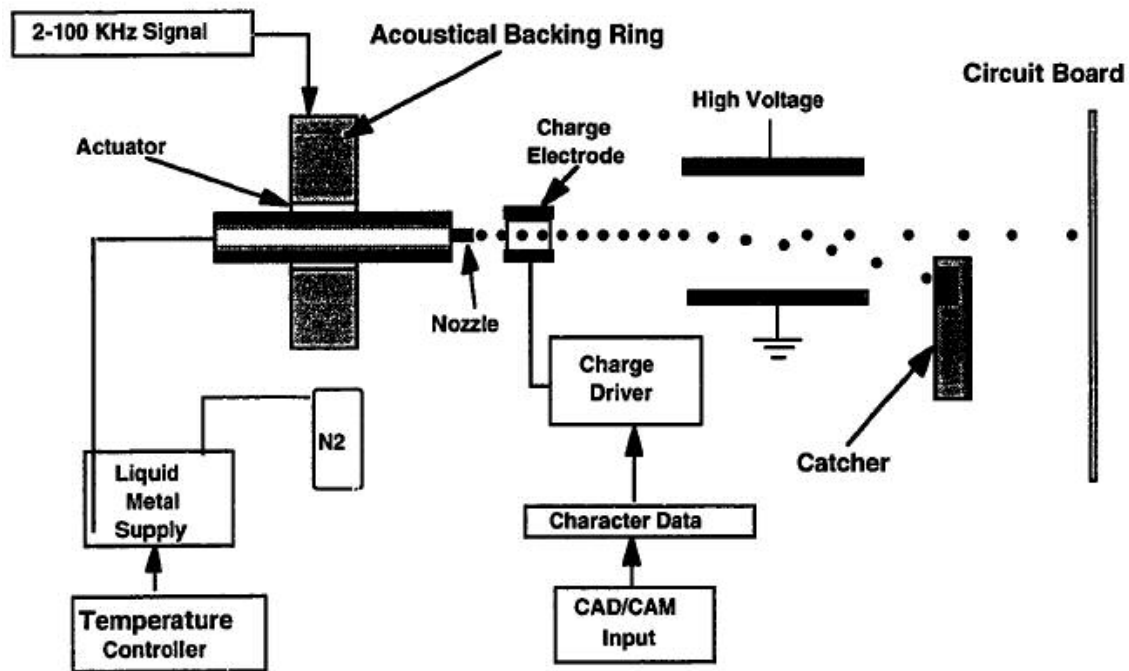 2-100 KHz Signal
Acoustical Backing Ring
Circuit Board
High Voltage
Charge
Electrode
Actuator
Nozzle
Charge
Driver
N2
Catcher
Liquid
Metal
Supply
Character Data
Temperature
Controller
CAD/CAM
Input